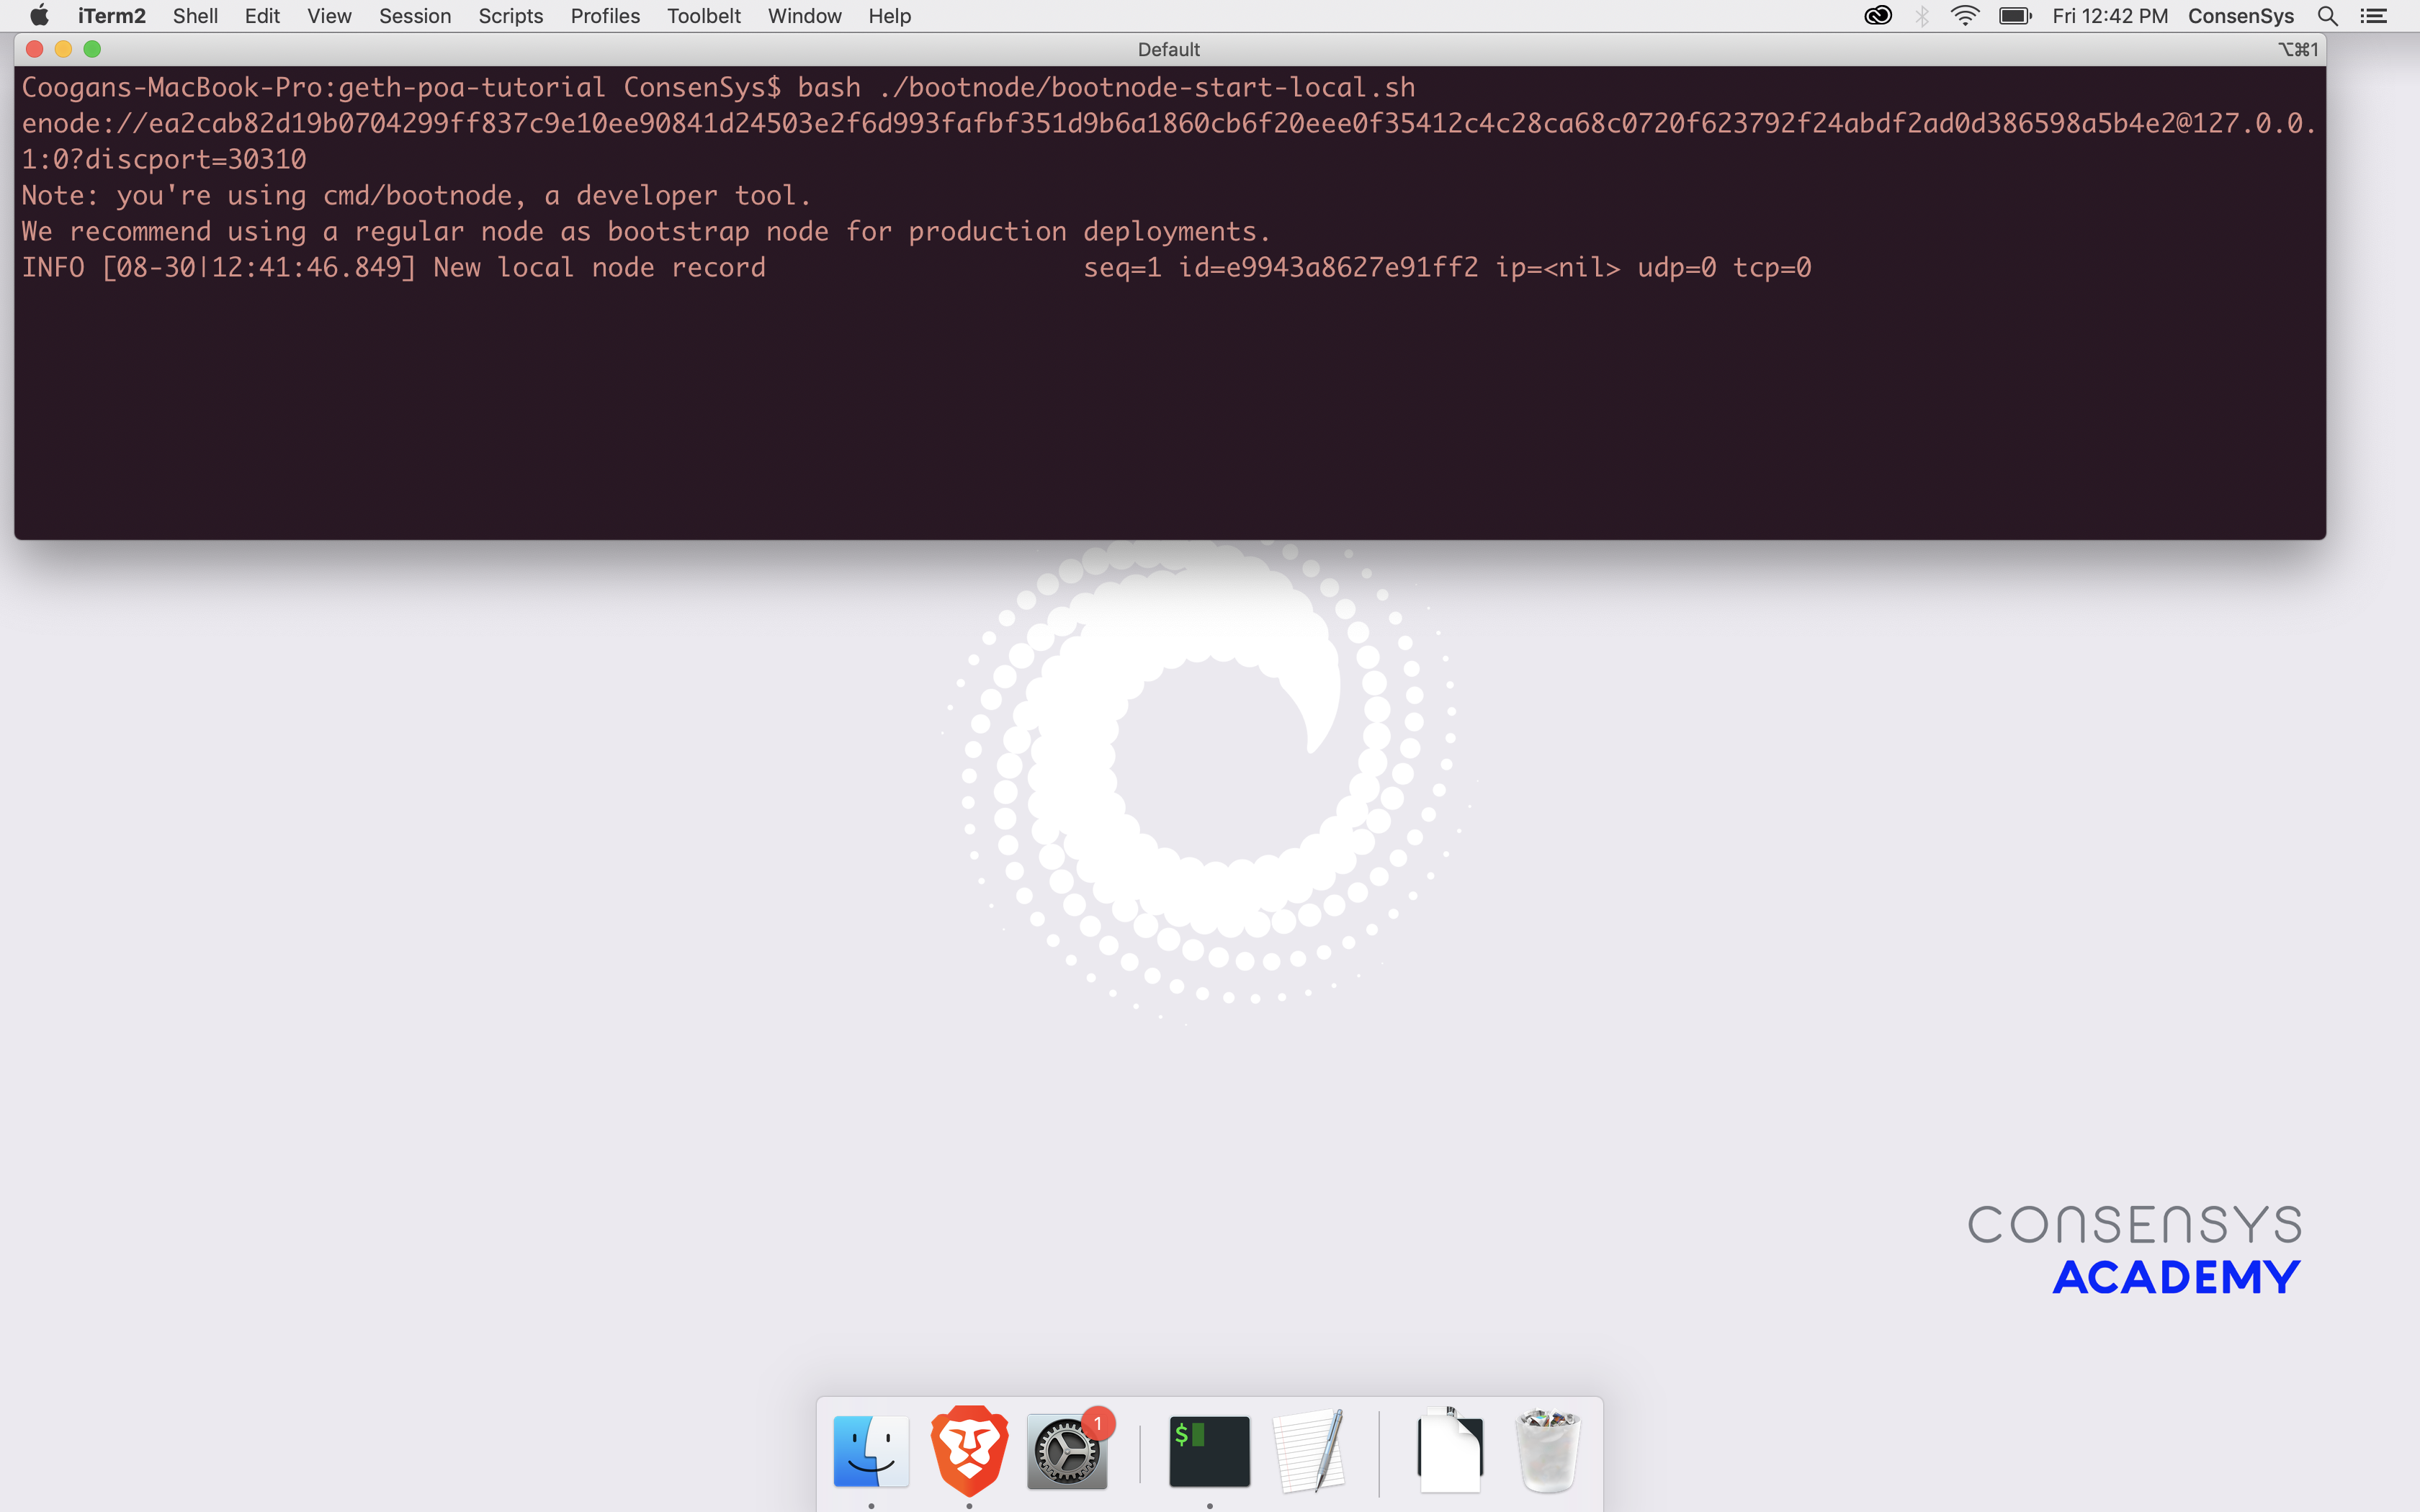 iTerm2 Shell Edit View Session Scripts Profiles Toolbelt Window Help Fri 12:42 PM ConsenSys
Default ⌥⌘1
Coogans-MacBook-Pro:geth-poa-tutorial ConsenSys$ bash ./bootnode/bootnode-start-local.sh
enode://ea2cab82d19b0704299ff837c9e10ee90841d24503e2f6d993fafbf351d9b6a1860cb6f20eee0f35412c4c28ca68c0720f623792f24abdf2ad0d386598a5b4e2@127.0.0.
1:0?discport=30310
Note: you're using cmd/bootnode, a developer tool.
We recommend using a regular node as bootstrap node for production deployments.
INFO [08-30|12:41:46.849] New local node record seq=1 id=e9943a8627e91ff2 ip=<nil> udp=0 tcp=0
CONSENSYS
ACADEMY
1
$